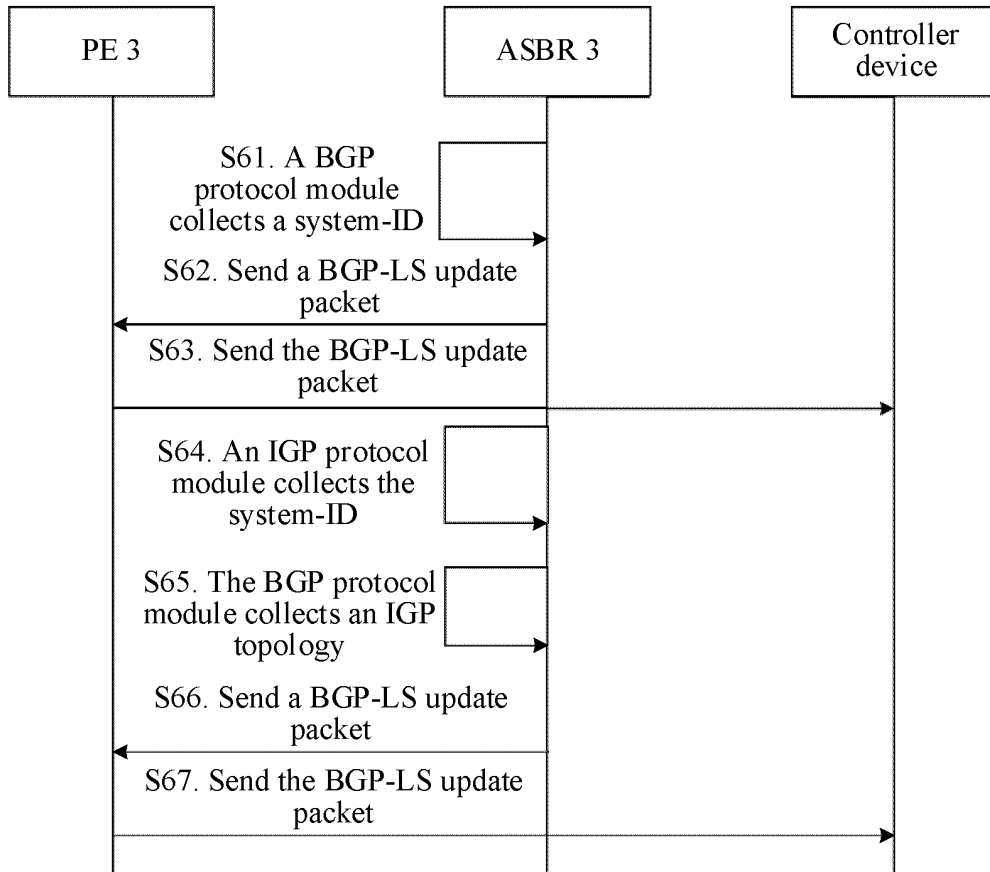 PE 3
ASBR 3
Controller
device
S61. A BGP
protocol module
collects a system-ID
S62. Send a BGP-LS update
packet
S63. Send the BGP-LS update
packet
S64. An IGP protocol
module collects the
system-ID
S65. The BGP protocol
module collects an IGP
topology
S66. Send a BGP-LS update
packet
S67. Send the BGP-LS update
packet